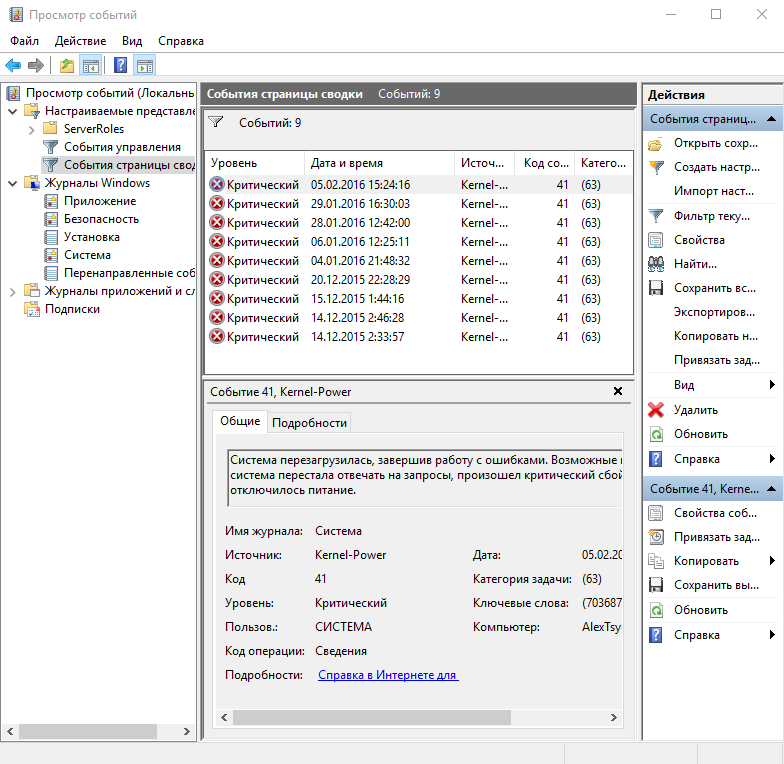 Просмотр событий
Файл Действие Вид Справка
Просмотр событий (Локальнь
Настраиваемые представле
ServerRoles
События управления
События страницы свод
Журналы Windows
Приложение
Безопасность
Установка
Система
Перенаправленные соб
Журналы приложений и сл
Подписки
События страницы сводки Событий: 9
Событий: 9
Уровень Дата и время Источ... Код со... Катего...
Критический 05.02.2016 15:24:16 Kernel-... 41 (63)
Критический 29.01.2016 16:30:03 Kernel-... 41 (63)
Критический 28.01.2016 12:42:00 Kernel-... 41 (63)
Критический 06.01.2016 12:25:11 Kernel-... 41 (63)
Критический 04.01.2016 21:48:32 Kernel-... 41 (63)
Критический 20.12.2015 22:28:29 Kernel-... 41 (63)
Критический 15.12.2015 1:44:16 Kernel-... 41 (63)
Критический 14.12.2015 2:46:28 Kernel-... 41 (63)
Критический 14.12.2015 2:33:57 Kernel-... 41 (63)
Событие 41, Kernel-Power
Общие Подробности
Система перезагрузилась, завершив работу с ошибками. Возможные
система перестала отвечать на запросы, произошел критический сбой
отключилось питание.
Имя журнала: Система
Источник: Kernel-Power Дата: 05.02.20
Код 41 Категория задачи: (63)
Уровень: Критический Ключевые слова: (703687
Пользов.: СИСТЕМА Компьютер: AlexTsy
Код операции: Сведения
Подробности: Справка в Интернете для
Действия
События страниц...
Открыть сохр...
Создать настр...
Импорт наст...
Фильтр теку...
Свойства
Найти...
Сохранить вс...
Экспортиров...
Копировать н...
Привязать зад...
Вид
Удалить
Обновить
Справка
Событие 41, Kerne...
Свойства соб...
Привязать зад...
Копировать
Сохранить вы...
Обновить
Справка